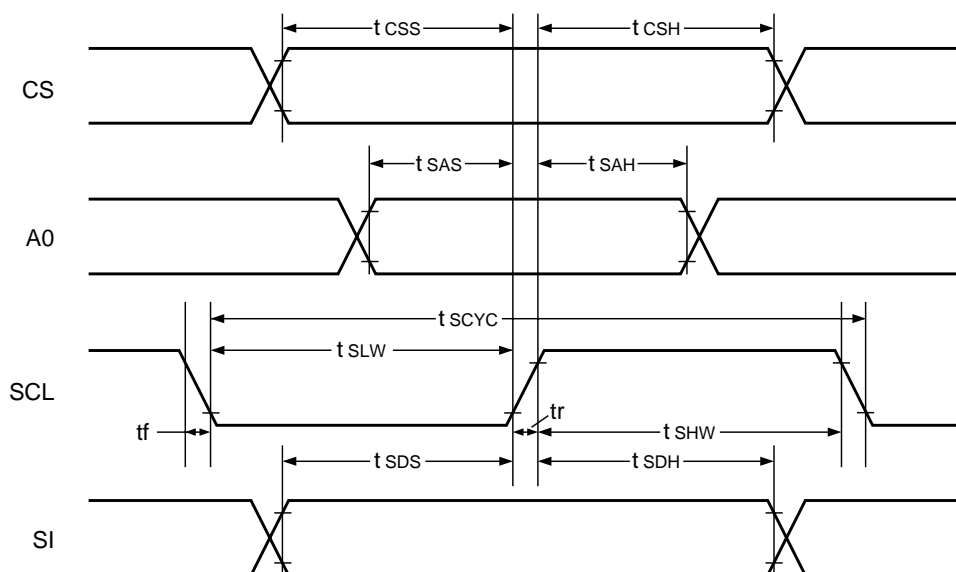 t CSS
t CSH
CS
t SAS
t SAH
A0
t SCYC
t SLW
SCL
tf
tr
t SHW
t SDS
t SDH
SI